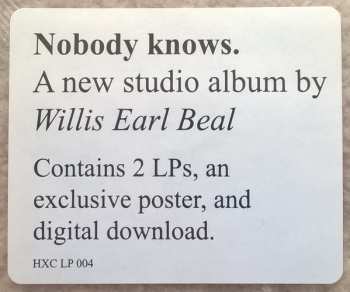 Nobody knows.
A new studio album by
Willis Earl Beal
Contains 2 LPs, an
exclusive poster, and
digital download.
HXC LP 004